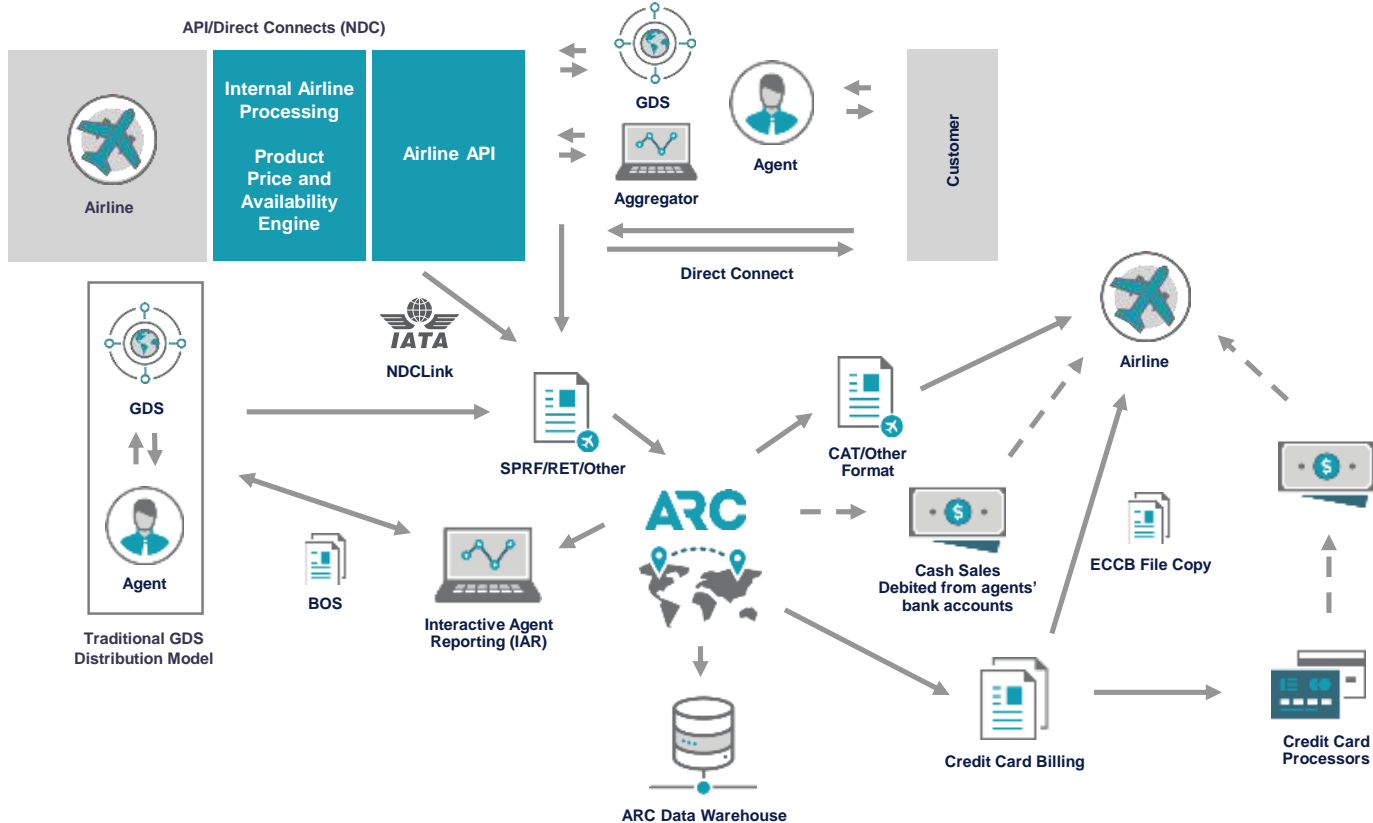 API/Direct Connects (NDC)
Airline
Internal Airline
Processing
Product
Price and
Availability
Engine
Airline API
GDS
Aggregator
Agent
Customer
Direct Connect
IATA
NDCLink
GDS
Agent
Traditional GDS
Distribution Model
SPRF/RET/Other
BOS
Interactive Agent
Reporting (IAR)
ARC
ARC Data Warehouse
CAT/Other
Format
Airline
$
Cash Sales
Debited from agents’
bank accounts
ECCB File Copy
$
Credit Card Billing
Credit Card
Processors